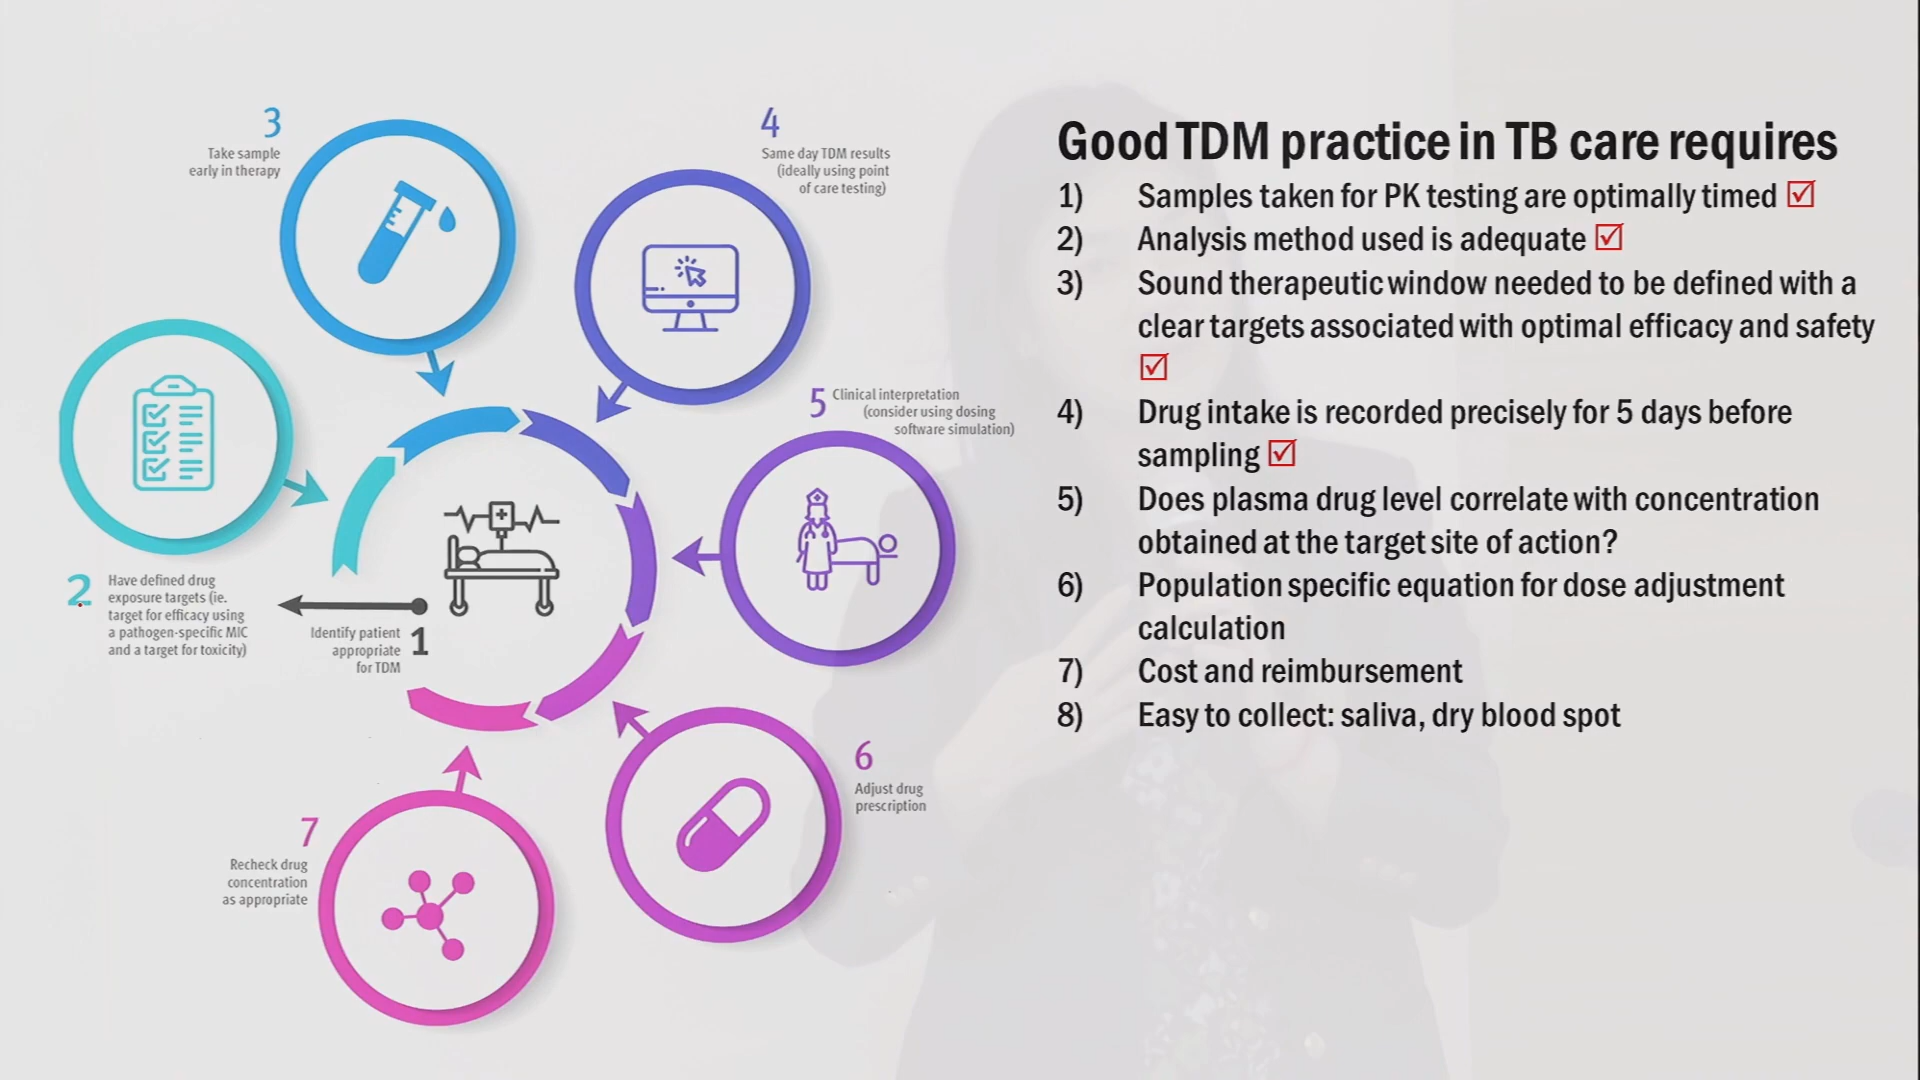 3
Take sample
early in therapy
4
Same day TDM results
(ideally using point
of care testing)
5 Clinical interpretation
(consider using dosing
software simulation)
2 Have defined drug
exposure targets (ie.
target for efficacy using
a pathogen-specific MIC
and a target for toxicity)
Identify patient
appropriate
for TDM
1
6
Adjust drug
prescription
7
Recheck drug
concentration
as appropriate
Good TDM practice in TB care requires
1) Samples taken for PK testing are optimally timed ☑
2) Analysis method used is adequate ☑
3) Sound therapeutic window needed to be defined with a
clear targets associated with optimal efficacy and safety
☑
4) Drug intake is recorded precisely for 5 days before
sampling ☑
5) Does plasma drug level correlate with concentration
obtained at the target site of action?
6) Population specific equation for dose adjustment
calculation
7) Cost and reimbursement
8) Easy to collect: saliva, dry blood spot